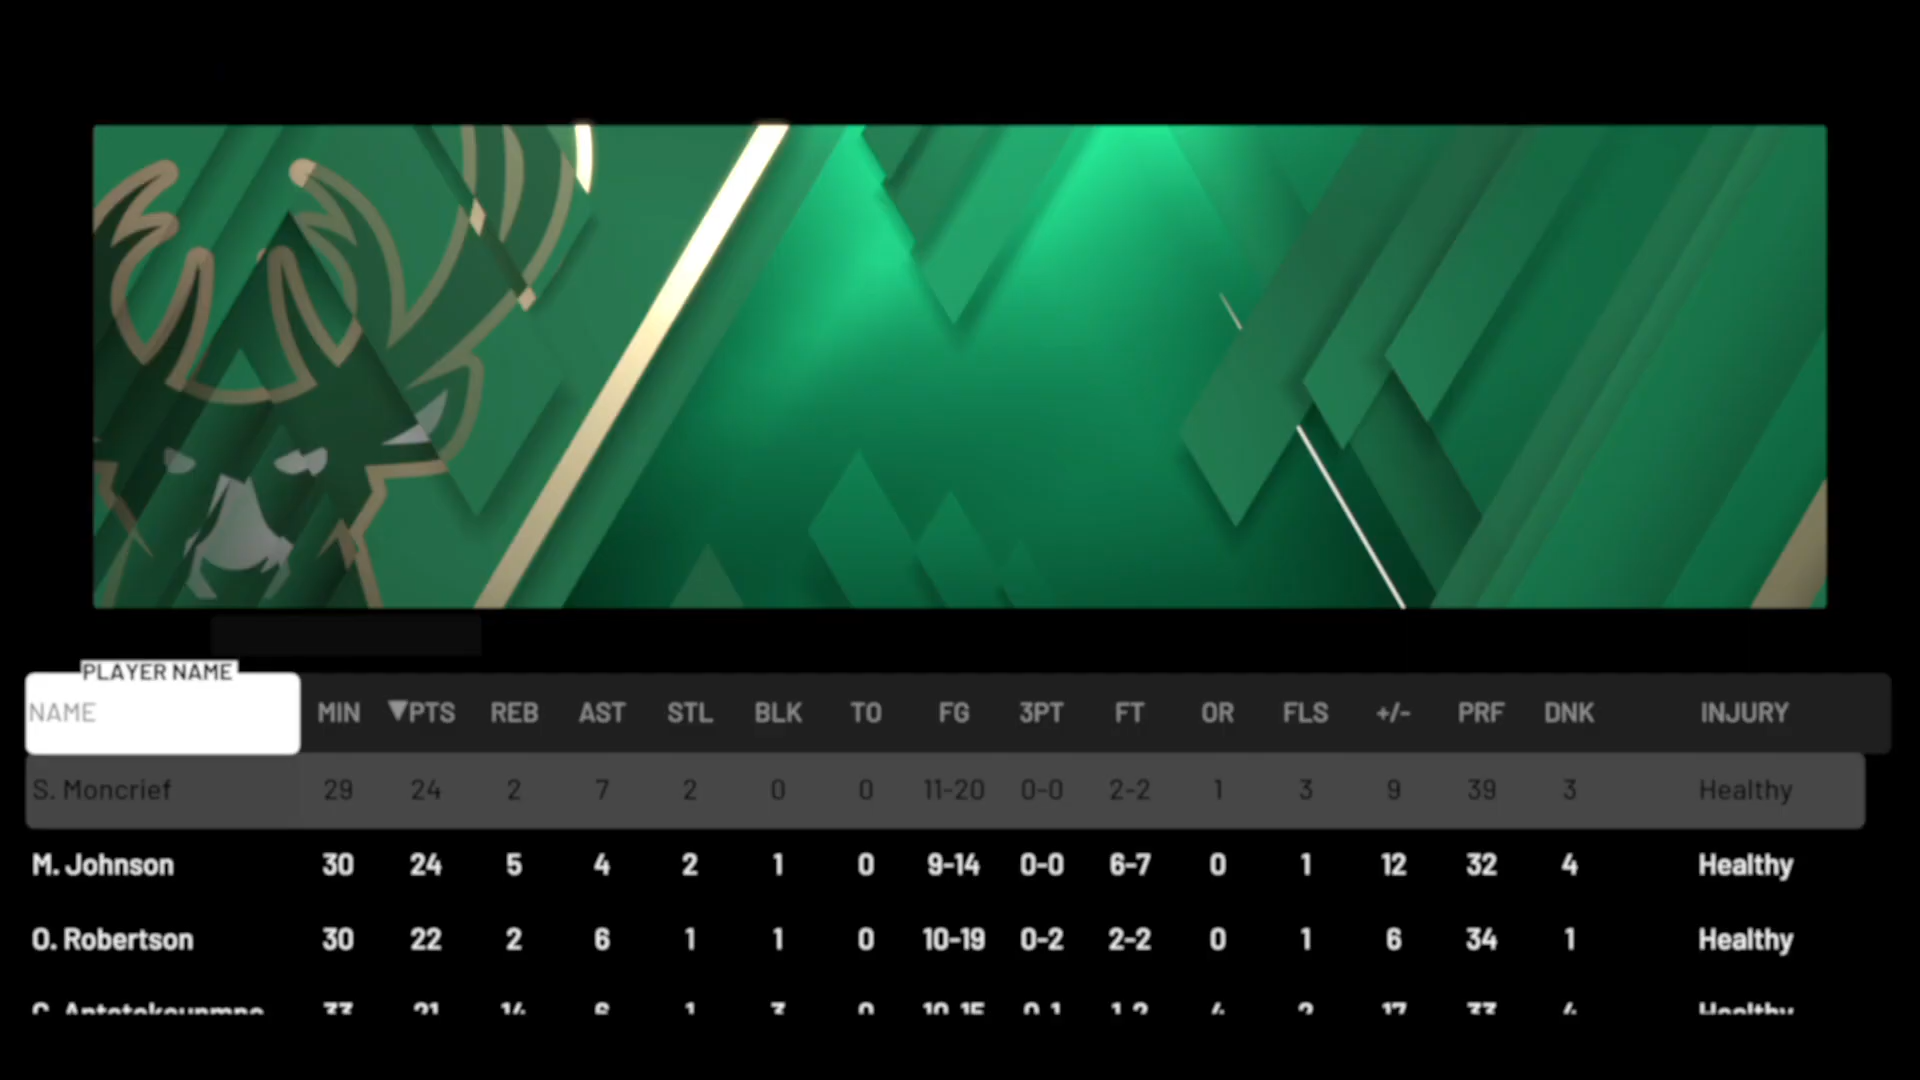 PLAYER NAME
NAME MIN ▼PTS REB AST STL BLK TO FG 3PT FT OR FLS +/- PRF DNK INJURY
S. Moncrief 29 24 2 7 2 0 0 11-20 0-0 2-2 1 3 9 39 3 Healthy
M. Johnson 30 24 5 4 2 1 0 9-14 0-0 6-7 0 1 12 32 4 Healthy
O. Robertson 30 22 2 6 1 1 0 10-19 0-2 2-2 0 1 6 34 1 Healthy